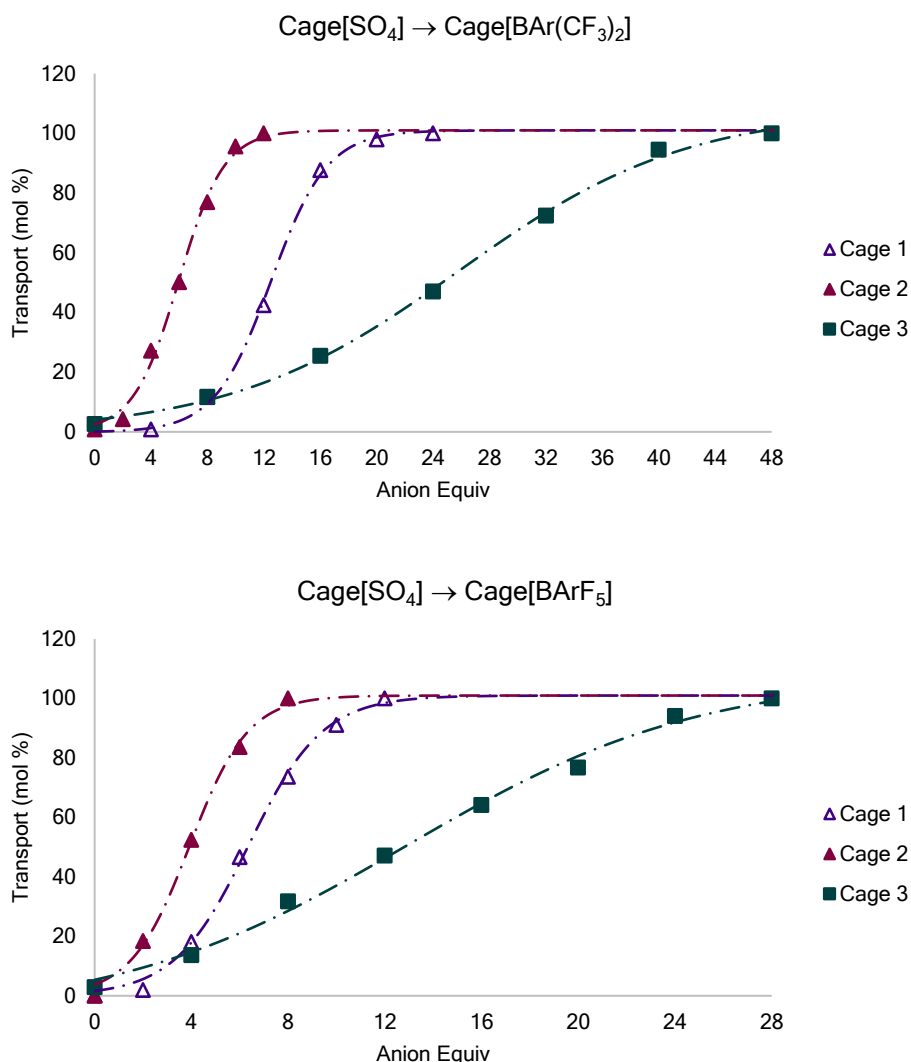 Cage[SO₄] → Cage[BAr(CF₃)₂]
120
100
80
60
40
20
0
Transport (mol %)
0 4 8 12 16 20 24 28 32 36 40 44 48
Anion Equiv
Cage 1
Cage 2
Cage 3
Cage[SO₄] → Cage[BArF₅]
120
100
80
60
40
20
0
Transport (mol %)
0 4 8 12 16 20 24 28
Anion Equiv
Cage 1
Cage 2
Cage 3